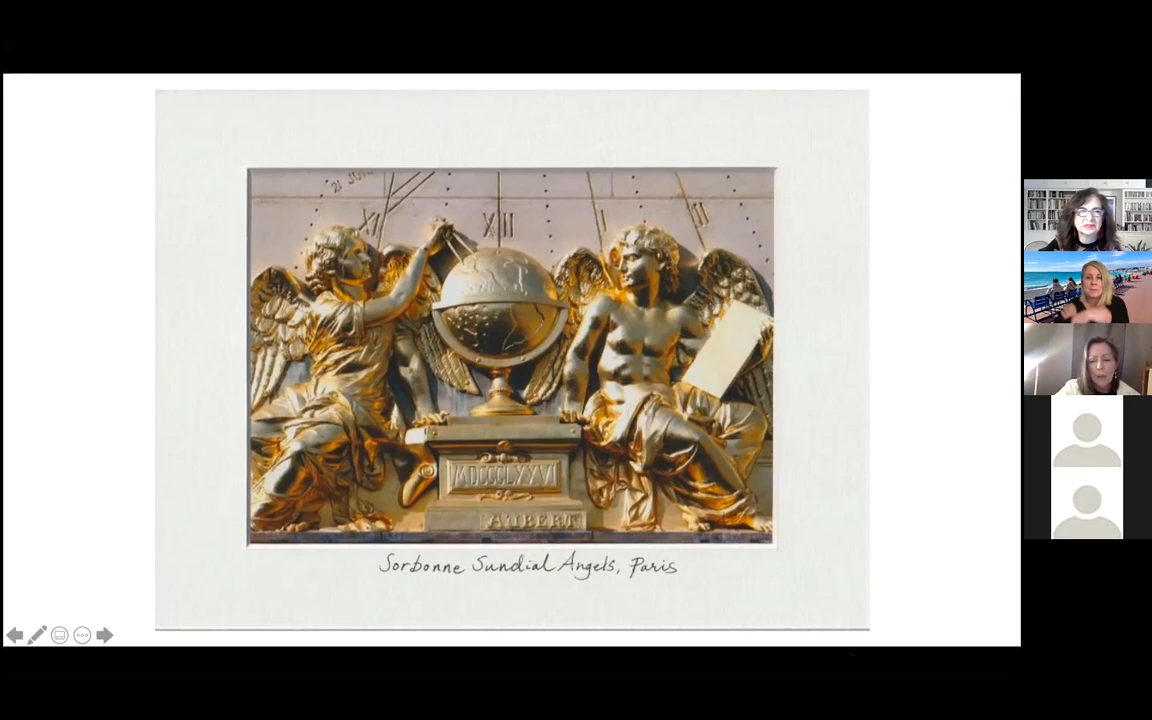 21 JUIN
XI XII I II
MDCCCLXXVI
AUBERT
Sorbonne Sundial Angels, Paris